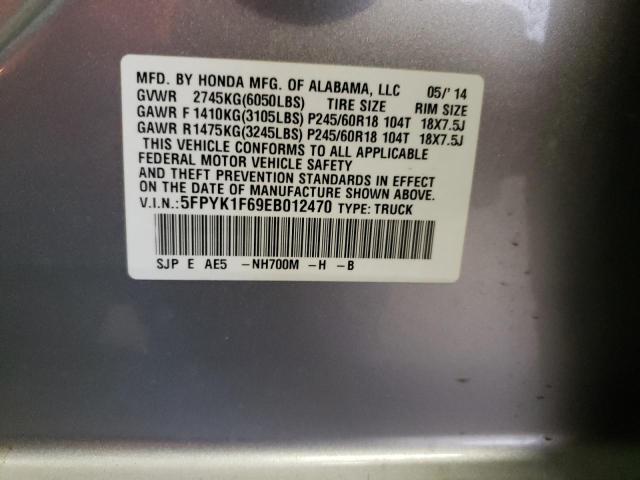 MFD. BY HONDA MFG. OF ALABAMA, LLC 05/'14
GVWR 2745KG(6050LBS) TIRE SIZE RIM SIZE
GAWR F 1410KG(3105LBS) P245/60R18 104T 18X7.5J
GAWR R1475KG(3245LBS) P245/60R18 104T 18X7.5J
THIS VEHICLE CONFORMS TO ALL APPLICABLE
FEDERAL MOTOR VEHICLE SAFETY
AND THEFT PREVENTION STANDARDS IN EFFECT
ON THE DATE OF MANUFACTURE SHOWN ABOVE.
V.I.N.:5FPYK1F69EB012470 TYPE: TRUCK
SJP E AE5 -NH700M -H -B